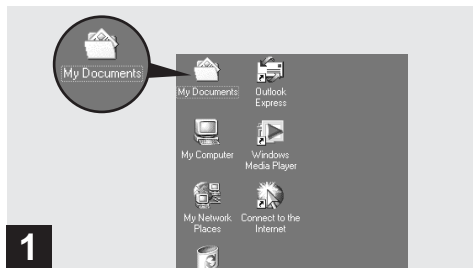 My Documents
My Documents
Outlook
Express
My Computer
Windows
Media Player
My Network
Places
Connect to the
Internet
1